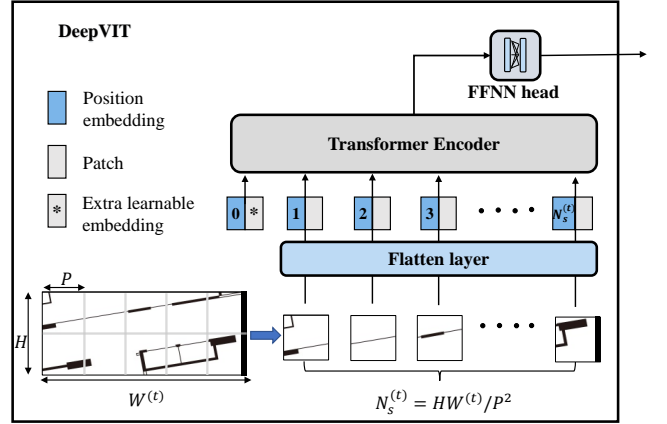 DeepVIT
FFNN head
Position
embedding
Patch
* Extra learnable
embedding
Transformer Encoder
0 * 1 2 3 • • • • N_s^{(t)}
Flatten layer
P
H
W^{(t)}
• • • •
N_s^{(t)} = HW^{(t)}/P^2